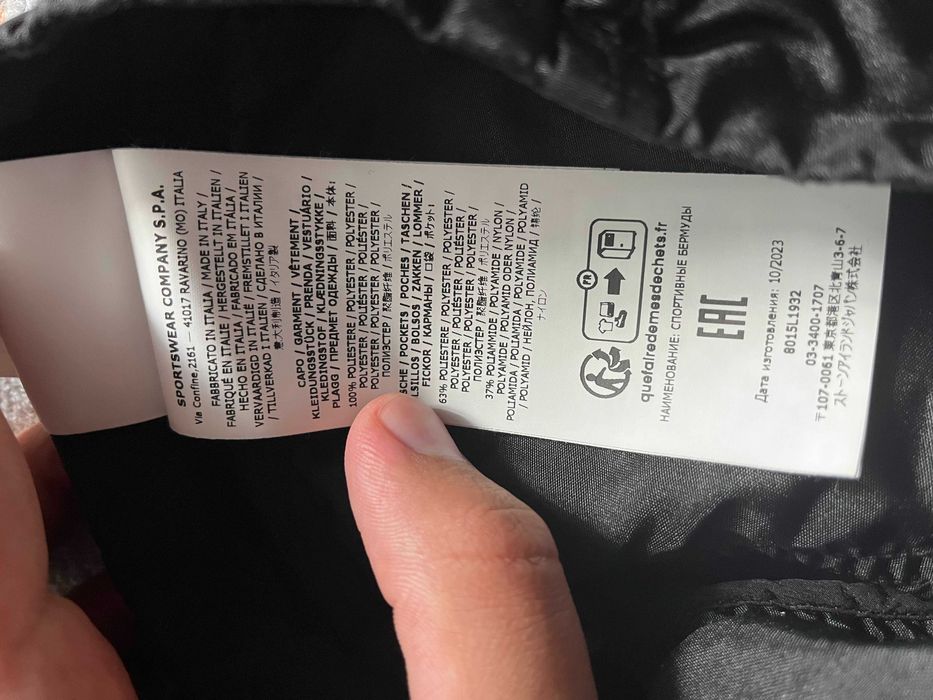 SPORTSWEAR COMPANY S.P.A.
Via Confine,2161 — 41017 RAVARINO (MO) ITALIA
FABBRICATO IN ITALIA / MADE IN ITALY /
FABRIQUÉ EN ITALIE / HERGESTELLT IN ITALIEN /
HECHO EN ITALIA / FABRICADO EM ITÁLIA /
VERVAARDIGD IN ITALIË / FREMSTILLET I ITALIEN
/ TILLVERKAD I ITALIEN / СДЕЛАНО В ИТАЛИИ /
意大利制造 / イタリア製
CAPO / GARMENT / VÊTEMENT /
KLEIDUNGSSTÜCK / PRENDA / VESTUÁRIO /
KLEDINGSTUK / KLÆDNINGSSTYKKE /
PLAGG / ПРЕДМЕТ ОДЕЖДЫ / 面料 / 本体:
100% POLIESTERE / POLYESTER / POLYESTER /
POLYESTER / POLIÉSTER / POLIÉSTER /
POLYESTER / POLYESTER / POLYESTER /
ПОЛИЭСТЕР / 聚酯纤维 / ポリエステル
SCHE / POCKETS / POCHES / TASCHEN /
LSILLOS / BOLSOS / ZAKKEN / LOMMER /
FICKOR / КАРМАНЫ / 口袋 / ポケット:
63% POLIESTERE / POLYESTER / POLYESTER /
POLYESTER / POLIÉSTER / POLIÉSTER /
POLYESTER / POLYESTER / POLYESTER /
ПОЛИЭСТЕР / 聚酯纤维 / ポリエステル
37% POLIAMMIDE / POLYAMIDE / NYLON /
POLYAMIDE / POLYAMID ODER NYLON /
POLIAMIDA / POLIAMIDA / POLYAMIDE / POLYAMID
/ POLYAMID / НЕЙЛОН, ПОЛИАМИД / 锦纶 /
ナイロン
FR
quefairedemesdechets.fr
НАИМЕНОВАНИЕ: СПОРТИВНЫЕ БЕРМУДЫ
EAC
Дата изготовления: 10/2023
8015L1932
03-3400-1707
〒107-0061 東京都港区北青山3-6-7
ストーンアイランドジャパン株式会社